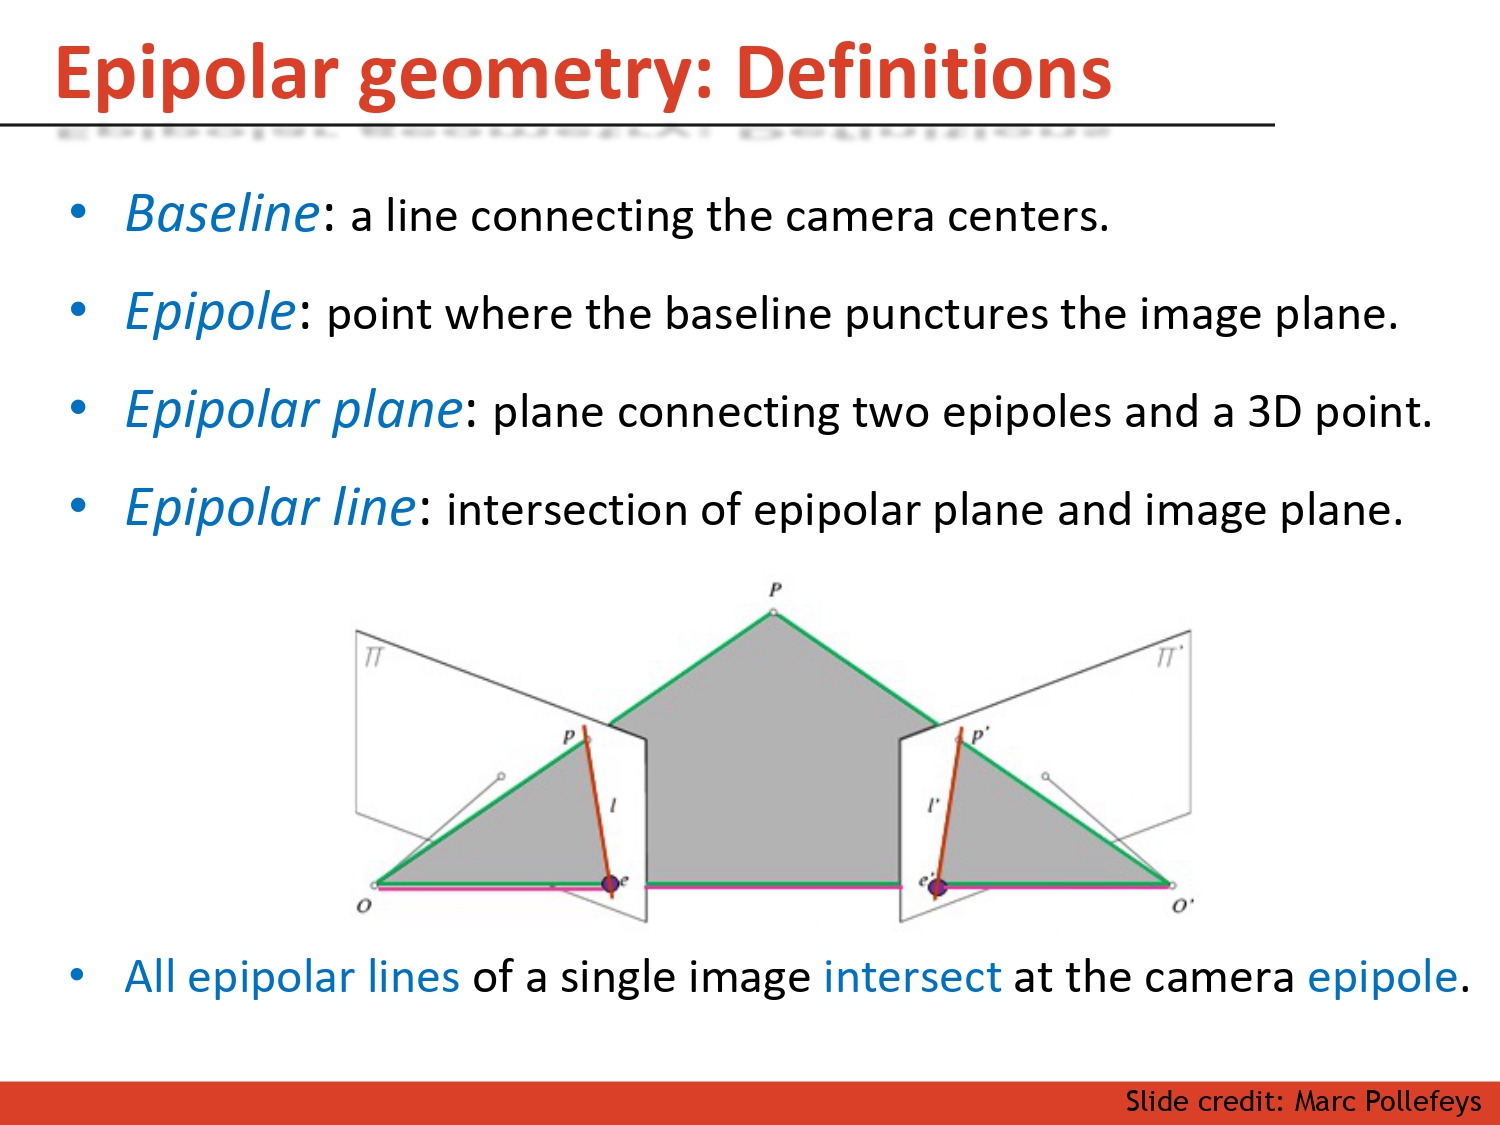 Epipolar geometry: Definitions
• Baseline: a line connecting the camera centers.
• Epipole: point where the baseline punctures the image plane.
• Epipolar plane: plane connecting two epipoles and a 3D point.
• Epipolar line: intersection of epipolar plane and image plane.
P
Π Π'
p p'
l l'
e e'
O O'
• All epipolar lines of a single image intersect at the camera epipole.
Slide credit: Marc Pollefeys